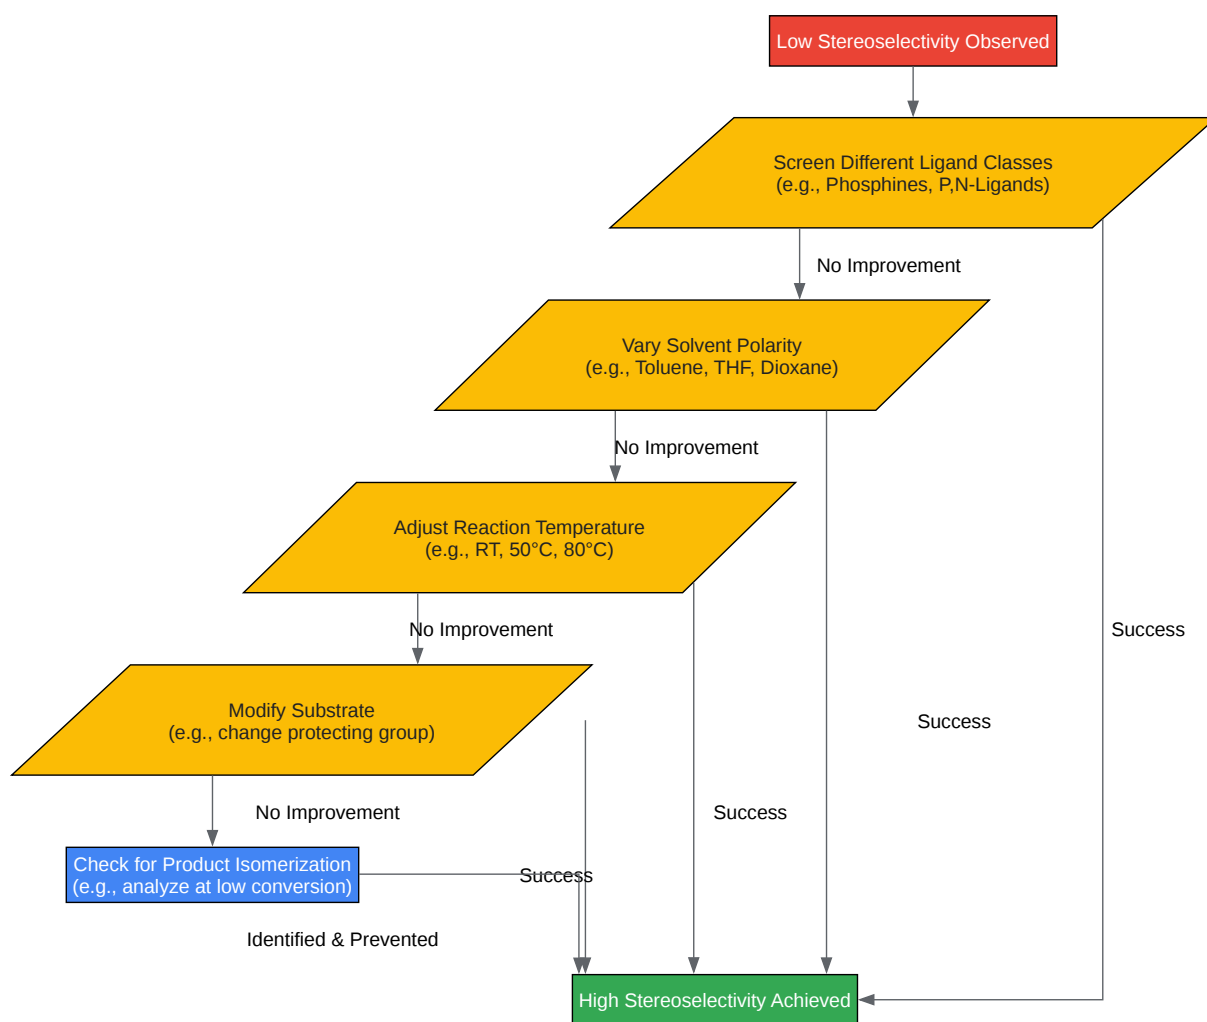 Low Stereoselectivity Observed
Screen Different Ligand Classes
(e.g., Phosphines, P,N-Ligands)
No Improvement
Vary Solvent Polarity
(e.g., Toluene, THF, Dioxane)
No Improvement
Adjust Reaction Temperature
(e.g., RT, 50°C, 80°C)
No Improvement
Success
Modify Substrate
(e.g., change protecting group)
Success
No Improvement
Success
Check for Product Isomerization
(e.g., analyze at low conversion)
Success
Identified & Prevented
High Stereoselectivity Achieved